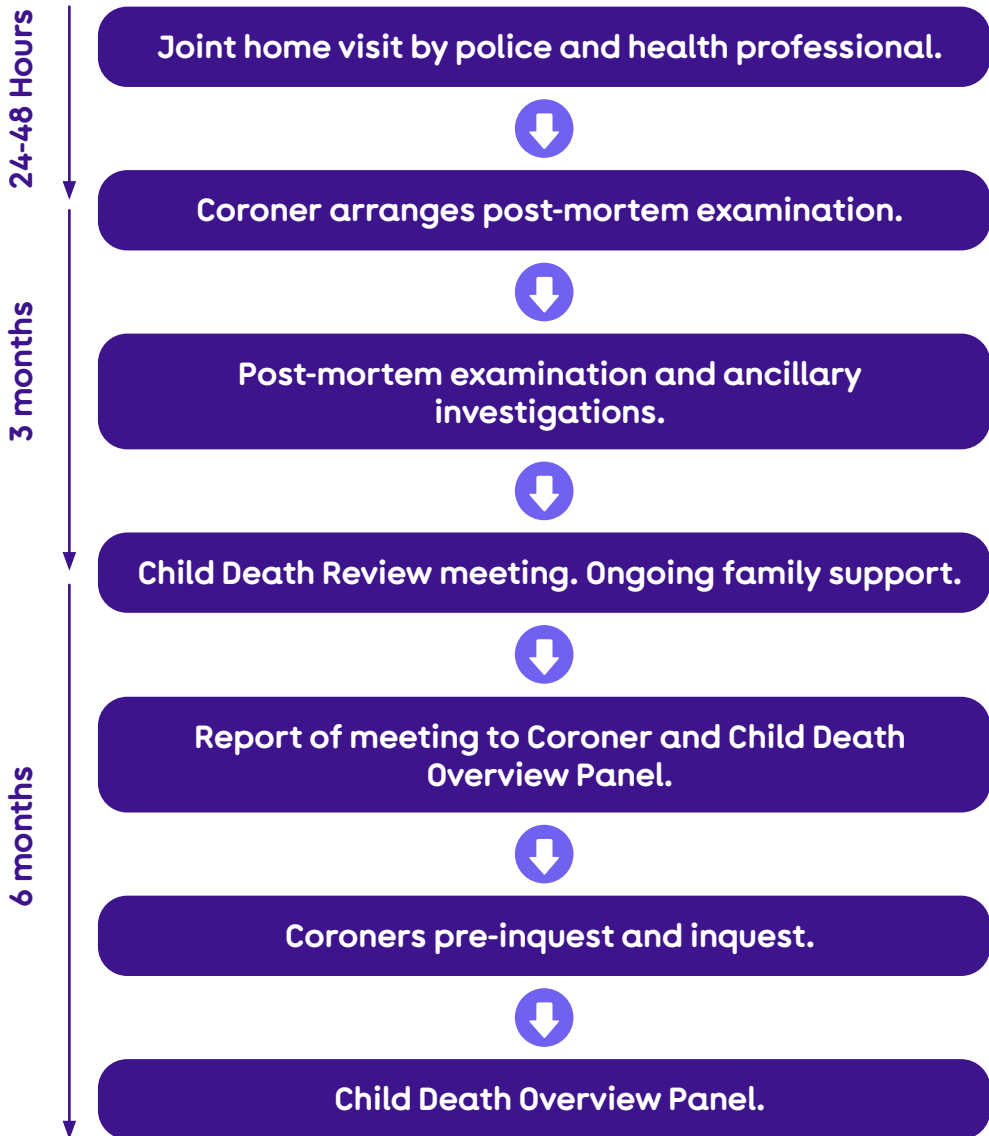 24-48 Hours
Joint home visit by police and health professional.
Coroner arranges post-mortem examination.
3 months
Post-mortem examination and ancillary
investigations.
Child Death Review meeting. Ongoing family support.
6 months
Report of meeting to Coroner and Child Death
Overview Panel.
Coroners pre-inquest and inquest.
Child Death Overview Panel.